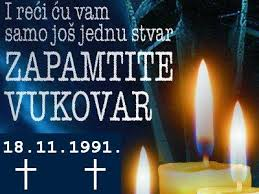 I reći ću vam
samo još jednu stvar
ZAPAMTITE
VUKOVAR
18.11.1991.